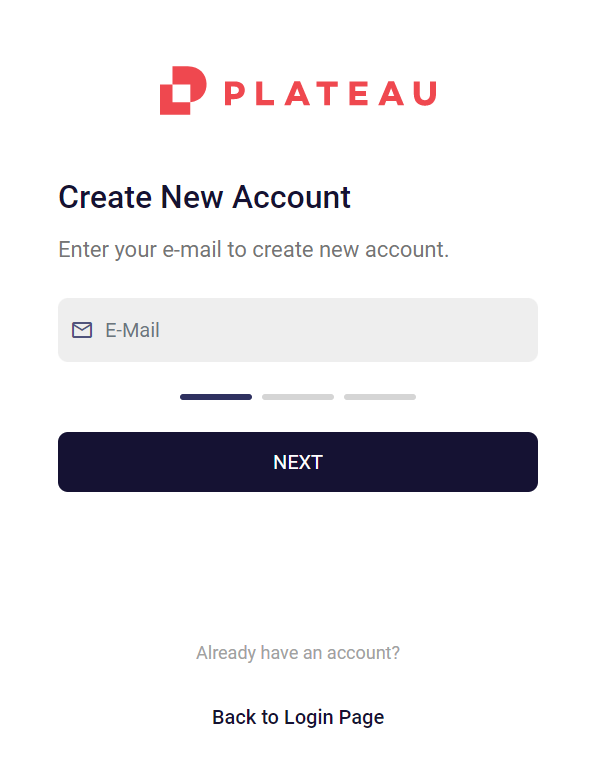 PLATEAU
Create New Account
Enter your e-mail to create new account.
E-Mail
NEXT
Already have an account?
Back to Login Page